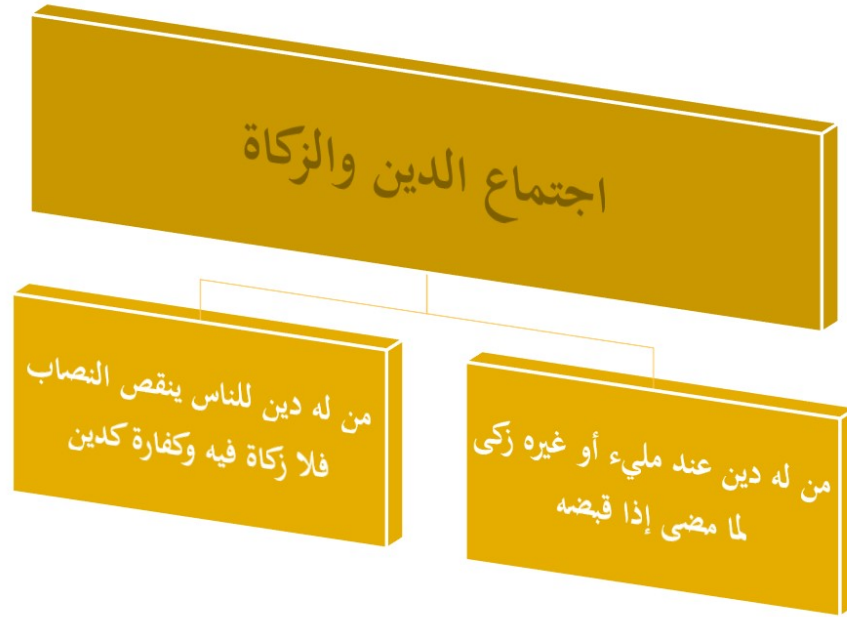 اجتماع الدين والزكاة
من له دين عند مليء أو غيره زكى
لما مضى إذا قبضه
من له دين للناس ينقص النصاب
فلا زكاة فيه وكفارة كدين